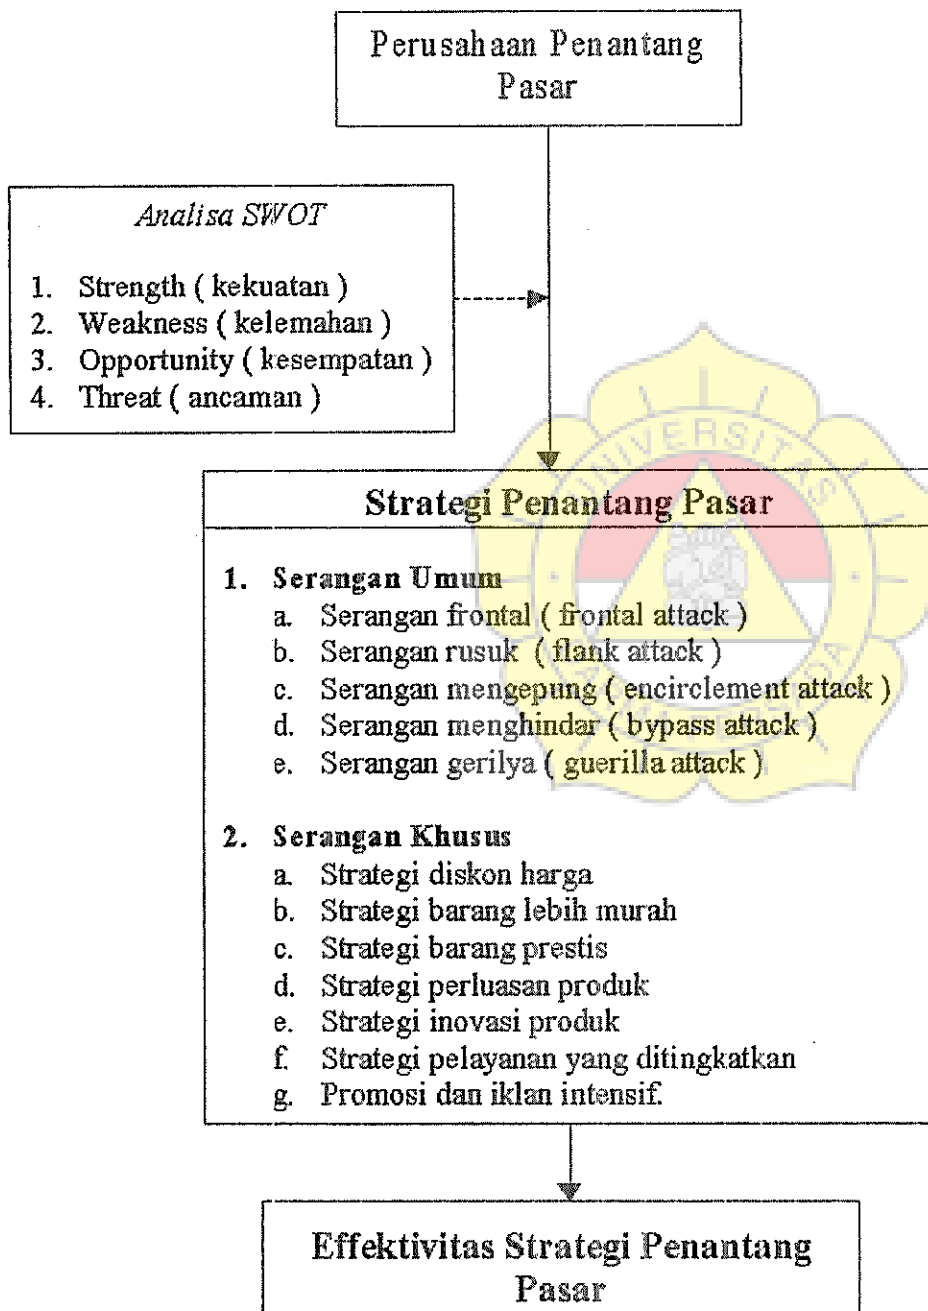 Perusahaan Penantang
Pasar
Analisa SWOT
1. Strength ( kekuatan )
2. Weakness ( kelemahan )
3. Opportunity ( kesempatan )
4. Threat ( ancaman )
Strategi Penantang Pasar
1. Serangan Umum
a. Serangan frontal ( frontal attack )
b. Serangan rusuk ( flank attack )
c. Serangan mengepung ( encirclement attack )
d. Serangan menghindar ( bypass attack )
e. Serangan gerilya ( guerilla attack )
2. Serangan Khusus
a. Strategi diskon harga
b. Strategi barang lebih murah
c. Strategi barang prestis
d. Strategi perluasan produk
e. Strategi inovasi produk
f. Strategi pelayanan yang ditingkatkan
g. Promosi dan iklan intensif.
Effektivitas Strategi Penantang
Pasar
UNIVERSITAS